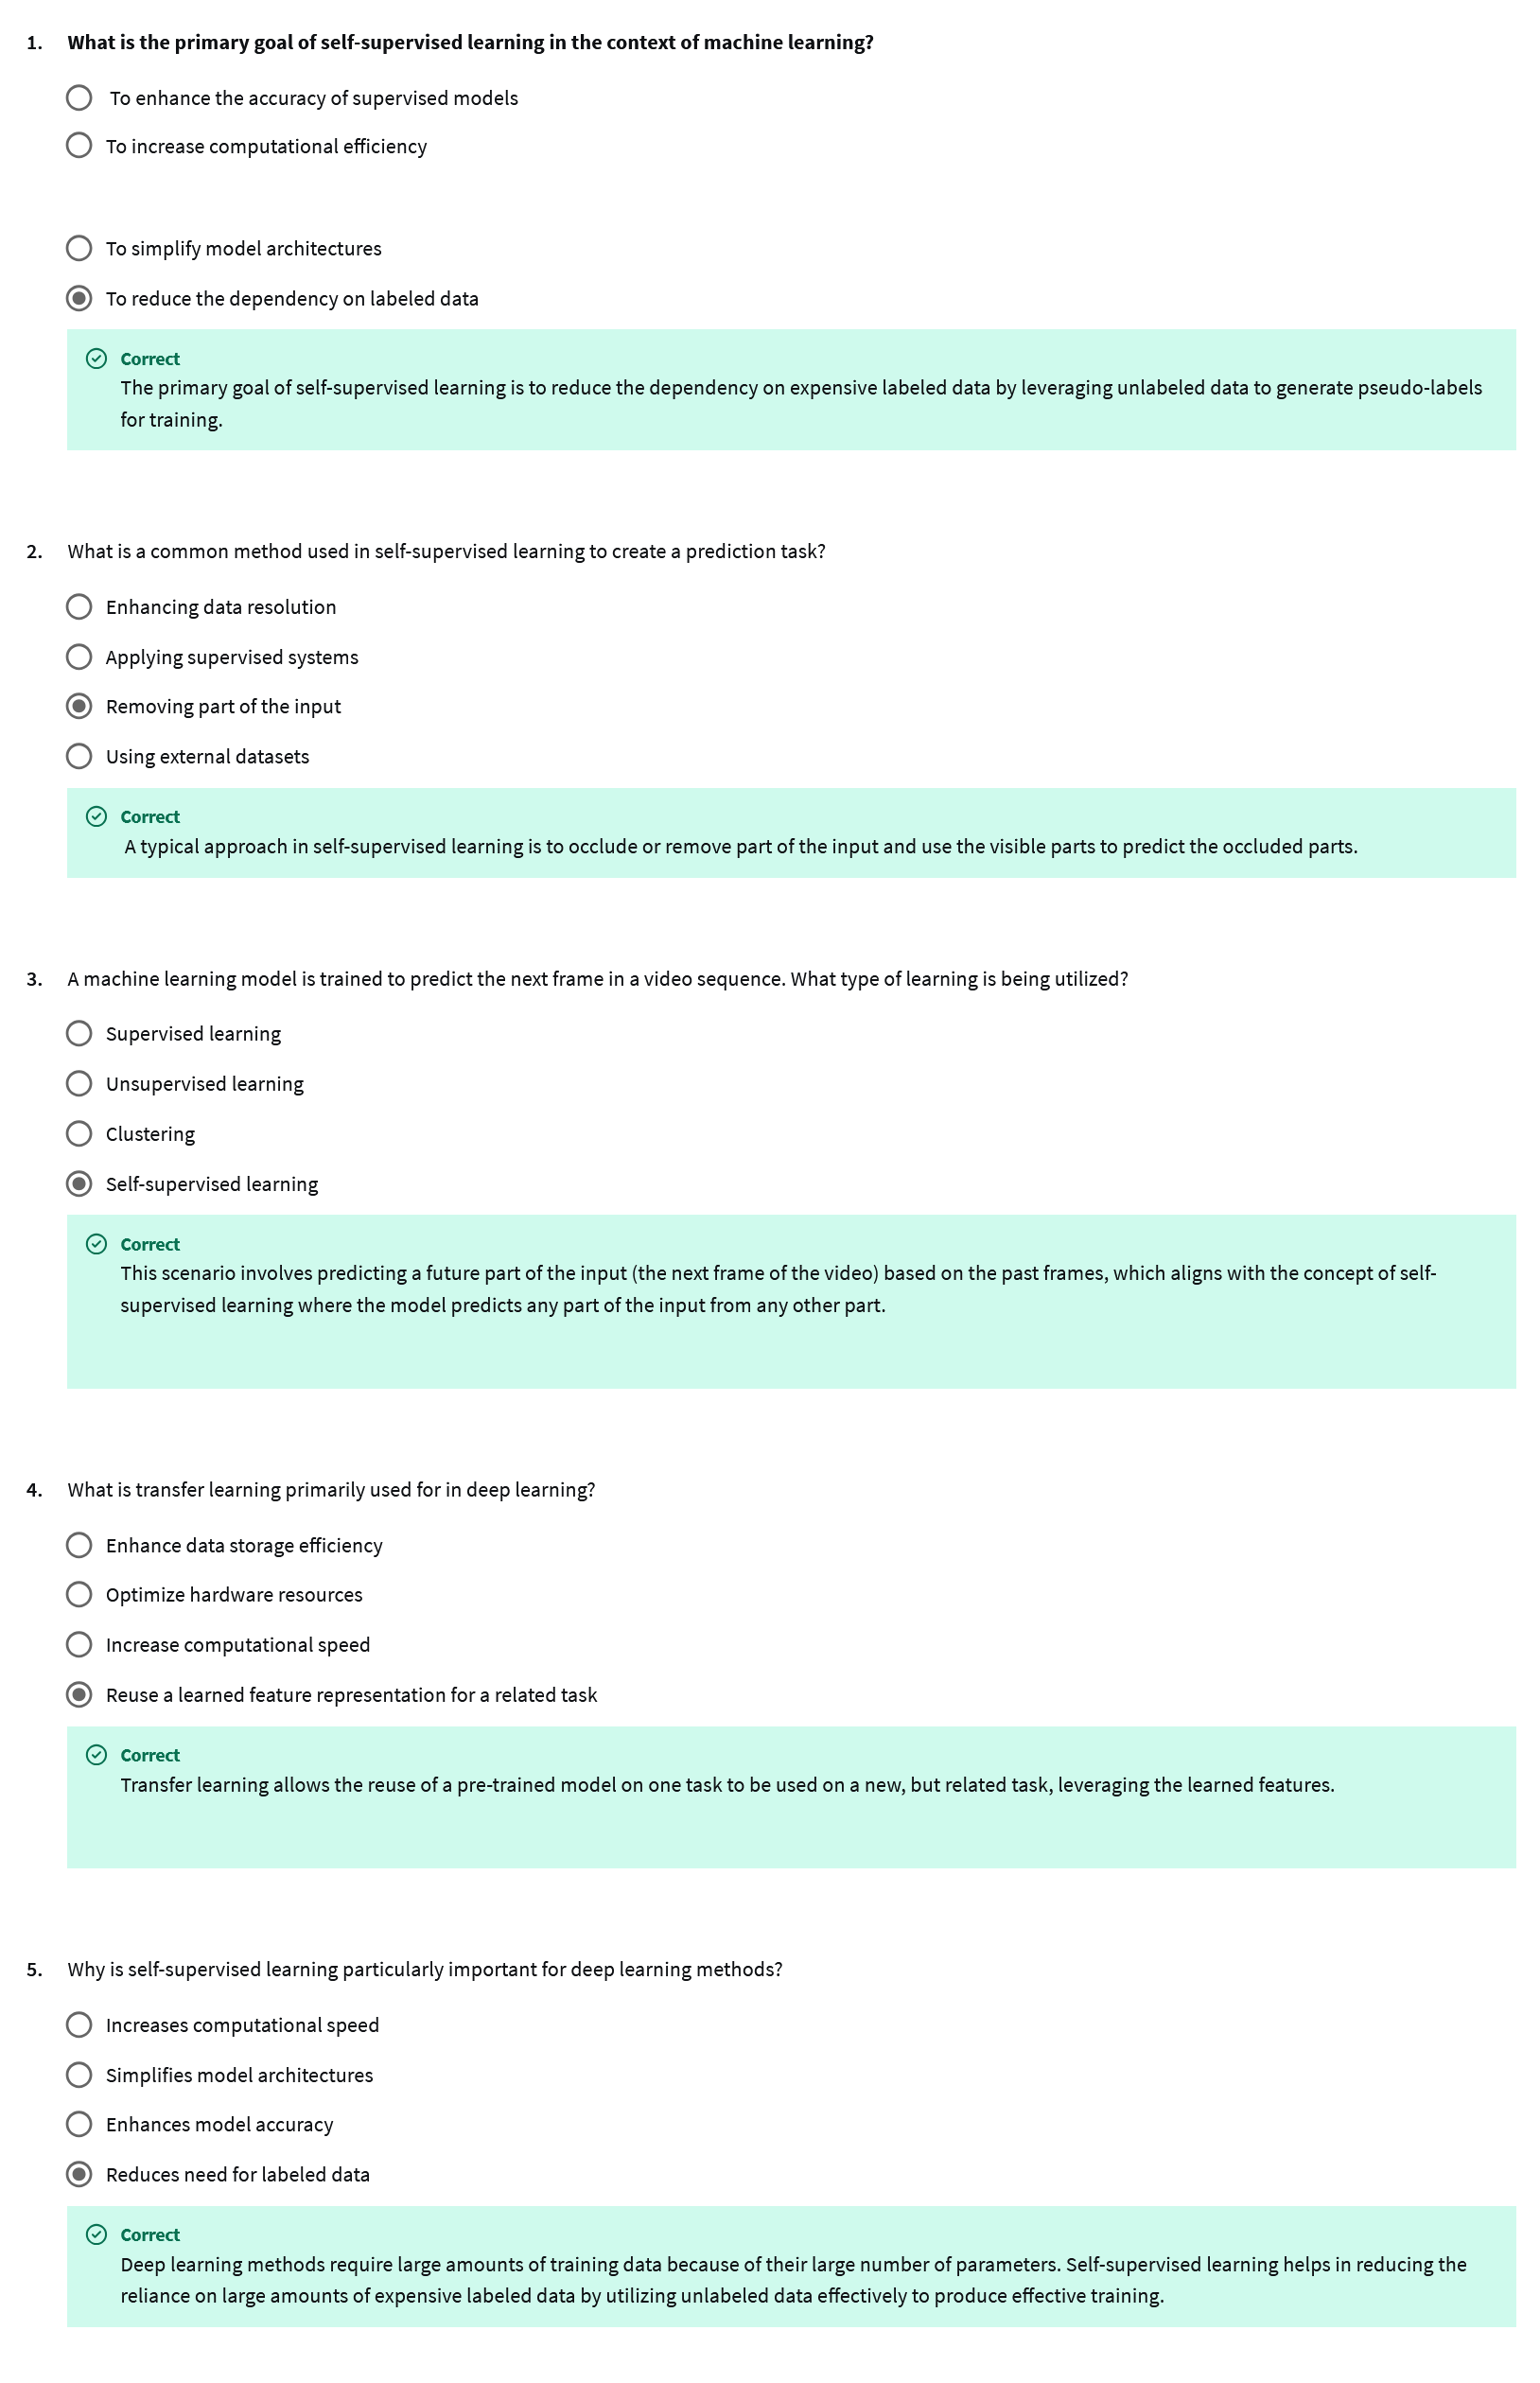 1. What is the primary goal of self-supervised learning in the context of machine learning?
To enhance the accuracy of supervised models
To increase computational efficiency
To simplify model architectures
To reduce the dependency on labeled data
Correct
The primary goal of self-supervised learning is to reduce the dependency on expensive labeled data by leveraging unlabeled data to generate pseudo-labels
for training.
2. What is a common method used in self-supervised learning to create a prediction task?
Enhancing data resolution
Applying supervised systems
Removing part of the input
Using external datasets
Correct
A typical approach in self-supervised learning is to occlude or remove part of the input and use the visible parts to predict the occluded parts.
3. A machine learning model is trained to predict the next frame in a video sequence. What type of learning is being utilized?
Supervised learning
Unsupervised learning
Clustering
Self-supervised learning
Correct
This scenario involves predicting a future part of the input (the next frame of the video) based on the past frames, which aligns with the concept of self-
supervised learning where the model predicts any part of the input from any other part.
4. What is transfer learning primarily used for in deep learning?
Enhance data storage efficiency
Optimize hardware resources
Increase computational speed
Reuse a learned feature representation for a related task
Correct
Transfer learning allows the reuse of a pre-trained model on one task to be used on a new, but related task, leveraging the learned features.
5. Why is self-supervised learning particularly important for deep learning methods?
Increases computational speed
Simplifies model architectures
Enhances model accuracy
Reduces need for labeled data
Correct
Deep learning methods require large amounts of training data because of their large number of parameters. Self-supervised learning helps in reducing the
reliance on large amounts of expensive labeled data by utilizing unlabeled data effectively to produce effective training.